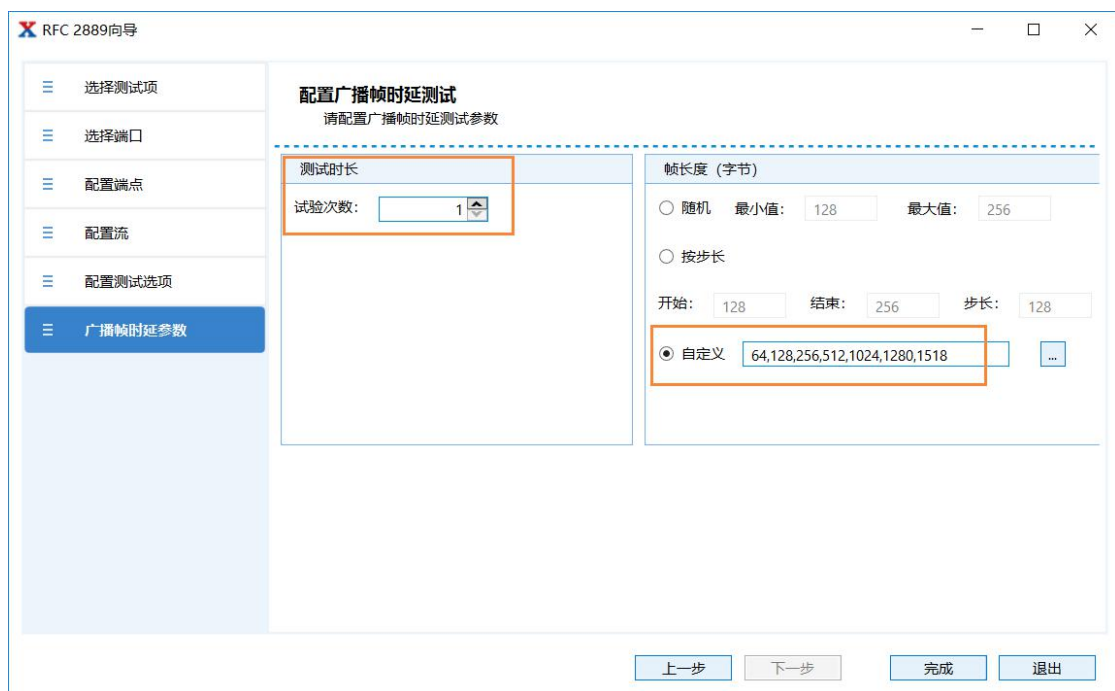 RFC 2889向导
选择测试项
选择端口
配置端点
配置流
配置测试选项
广播帧时延参数
配置广播帧时延测试
请配置广播帧时延测试参数
测试时长
试验次数: 1
帧长度 (字节)
随机 最小值: 128 最大值: 256
按步长
开始: 128 结束: 256 步长: 128
自定义 64,128,256,512,1024,1280,1518 ...
上一步 下一步 完成 退出